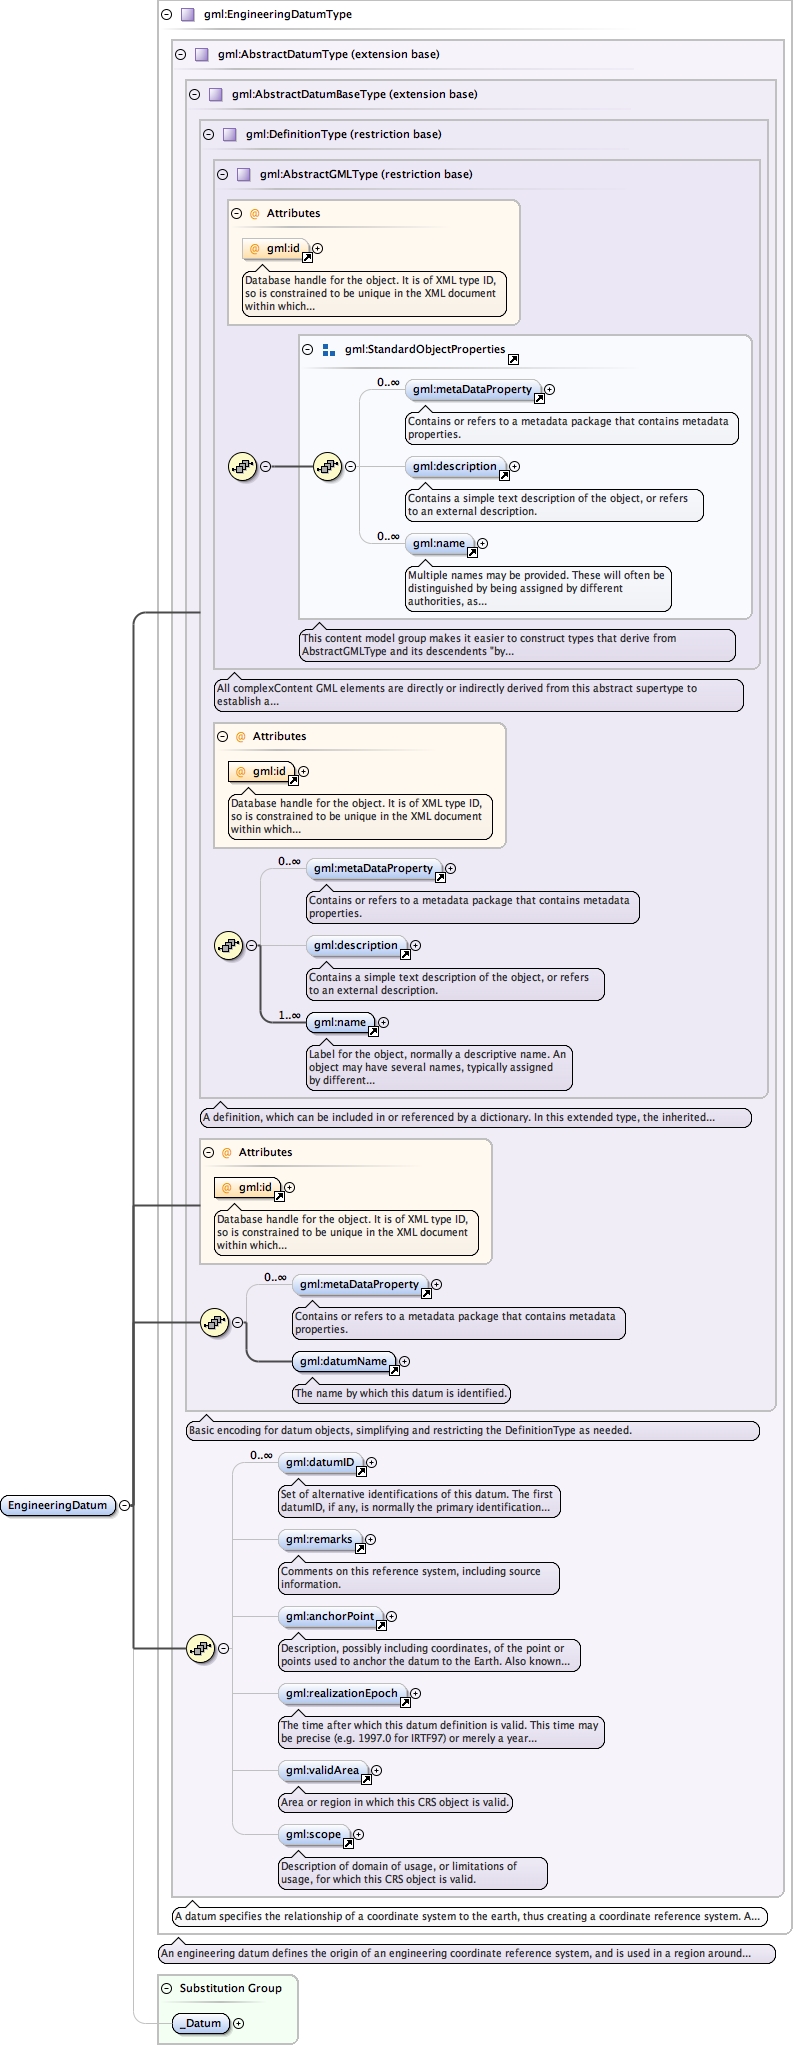 gml:EngineeringDatumType
gml:AbstractDatumType (extension base)
gml:AbstractDatumBaseType (extension base)
gml:DefinitionType (restriction base)
gml:AbstractGMLType (restriction base)
@ Attributes
@ gml:id
Database handle for the object. It is of XML type ID,
so is constrained to be unique in the XML document
within which...
gml:StandardObjectProperties
0..∞
gml:metaDataProperty
Contains or refers to a metadata package that contains metadata
properties.
gml:description
Contains a simple text description of the object, or refers
to an external description.
0..∞
gml:name
Multiple names may be provided. These will often be
distinguished by being assigned by different
authorities, as...
This content model group makes it easier to construct types that derive from
AbstractGMLType and its descendents "by...
All complexContent GML elements are directly or indirectly derived from this abstract supertype to
establish a...
@ Attributes
@ gml:id
Database handle for the object. It is of XML type ID,
so is constrained to be unique in the XML document
within which...
0..∞
gml:metaDataProperty
Contains or refers to a metadata package that contains metadata
properties.
gml:description
Contains a simple text description of the object, or refers
to an external description.
1..∞
gml:name
Label for the object, normally a descriptive name. An
object may have several names, typically assigned
by different...
A definition, which can be included in or referenced by a dictionary. In this extended type, the inherited...
@ Attributes
@ gml:id
Database handle for the object. It is of XML type ID,
so is constrained to be unique in the XML document
within which...
0..∞
gml:metaDataProperty
Contains or refers to a metadata package that contains metadata
properties.
gml:datumName
The name by which this datum is identified.
Basic encoding for datum objects, simplifying and restricting the DefinitionType as needed.
0..∞
gml:datumID
Set of alternative identifications of this datum. The first
datumID, if any, is normally the primary identification...
EngineeringDatum
gml:remarks
Comments on this reference system, including source
information.
gml:anchorPoint
Description, possibly including coordinates, of the point or
points used to anchor the datum to the Earth. Also known...
gml:realizationEpoch
The time after which this datum definition is valid. This time may
be precise (e.g. 1997.0 for IRTF97) or merely a year...
gml:validArea
Area or region in which this CRS object is valid.
gml:scope
Description of domain of usage, or limitations of
usage, for which this CRS object is valid.
A datum specifies the relationship of a coordinate system to the earth, thus creating a coordinate reference system. A...
An engineering datum defines the origin of an engineering coordinate reference system, and is used in a region around...
Substitution Group
_Datum